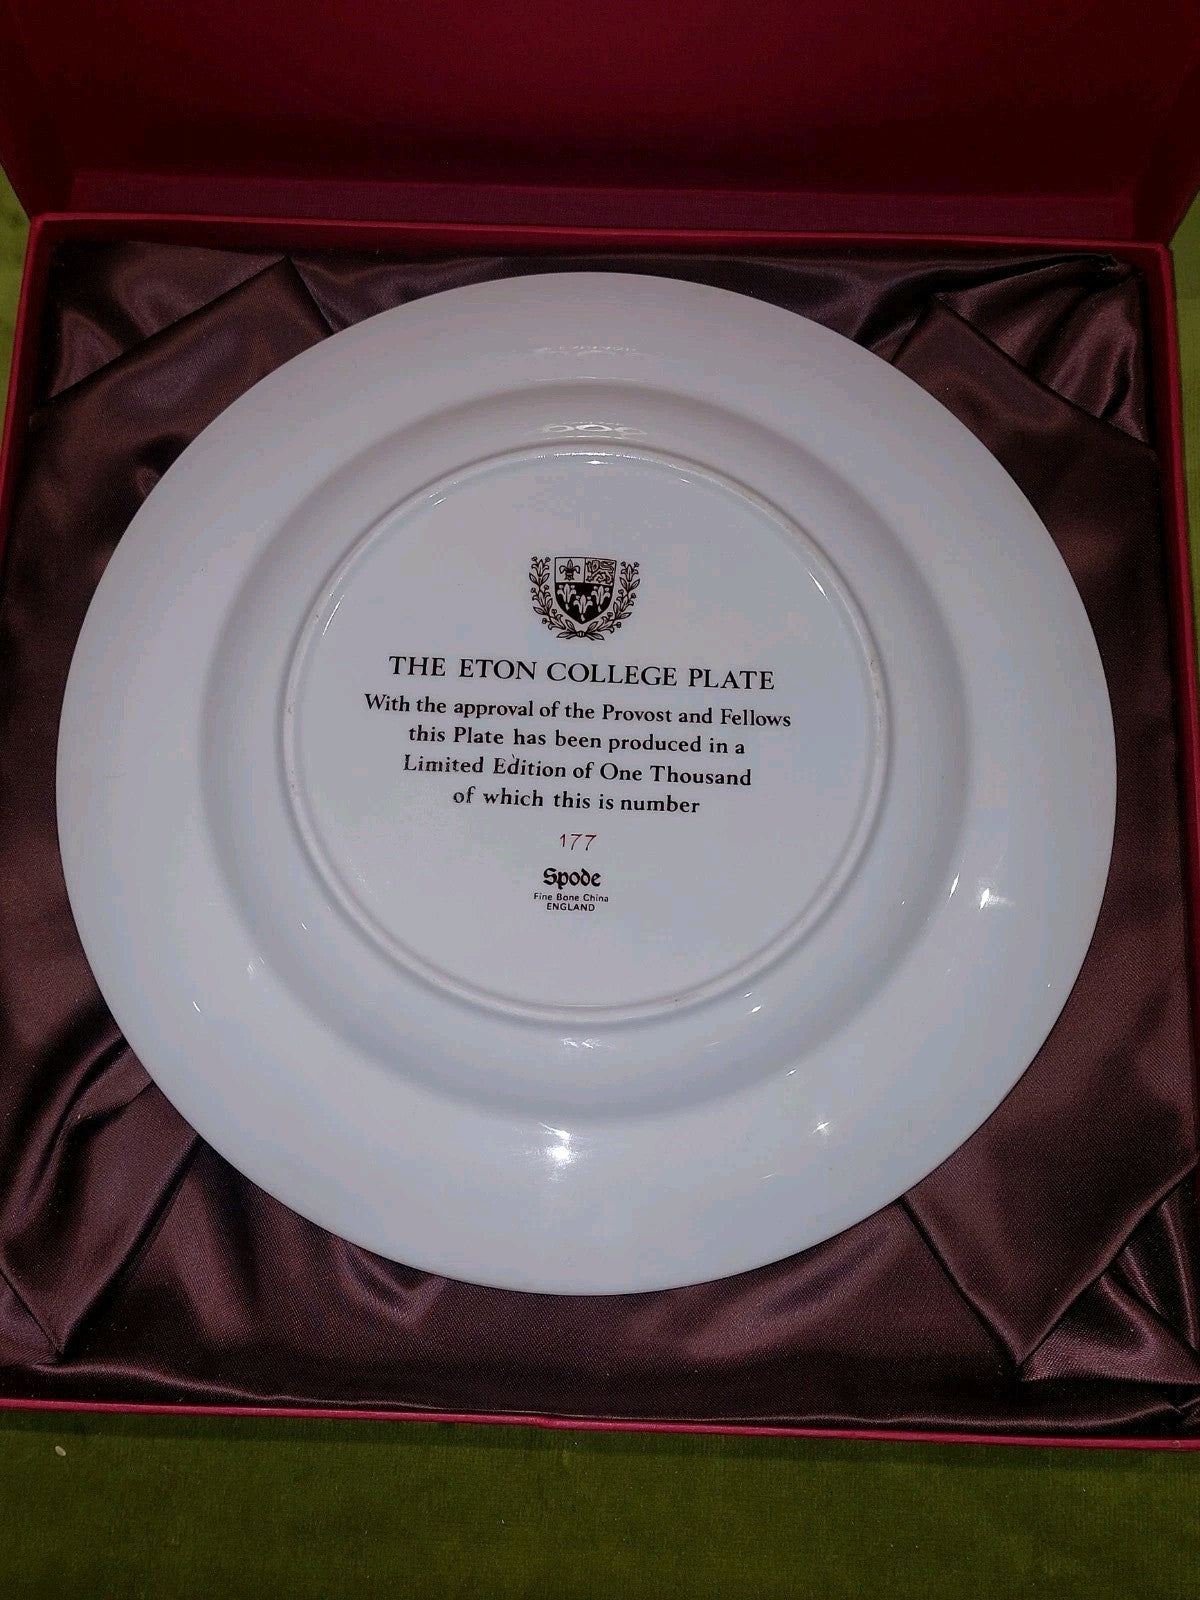 THE ETON COLLEGE PLATE
With the approval of the Provost and Fellows
this Plate has been produced in a
Limited Edition of One Thousand
of which this is number
177
Spode
Fine Bone China
ENGLAND